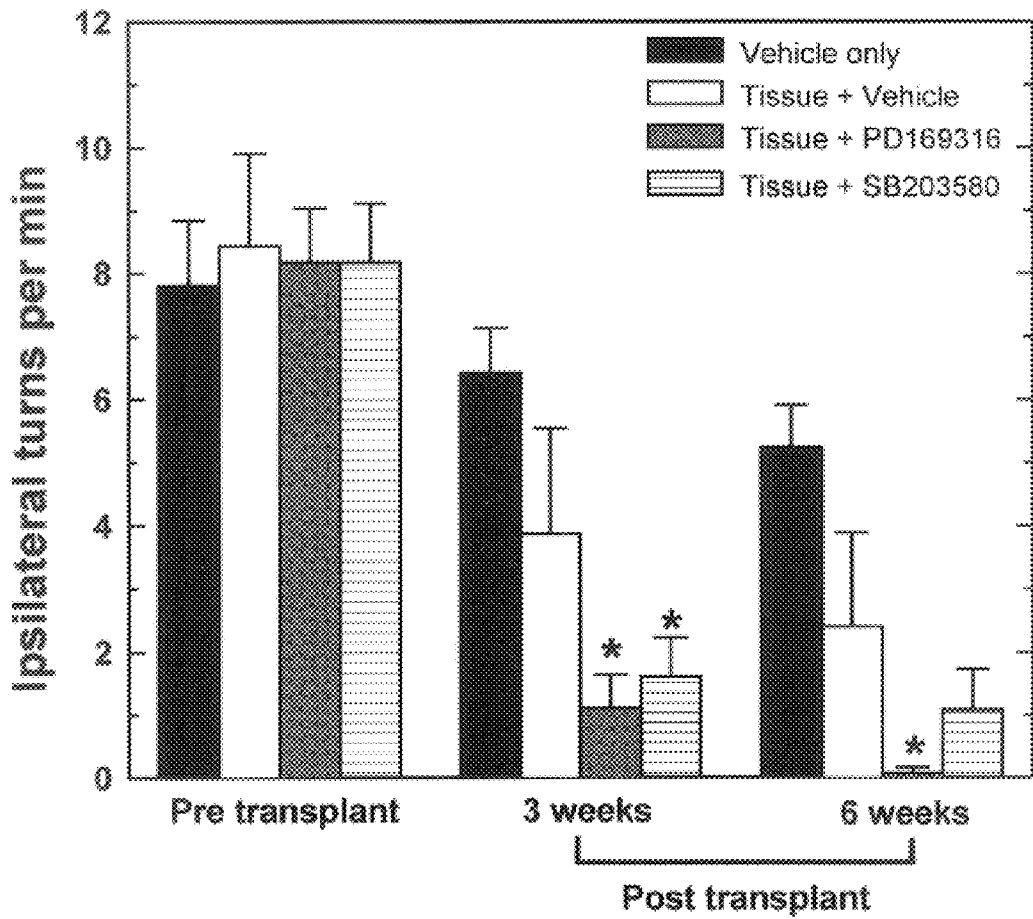 Ipsilateral turns per min
12
10
8
6
4
2
0
Vehicle only
Tissue + Vehicle
Tissue + PD169316
Tissue + SB203580
*
*
*
Pre transplant
3 weeks
6 weeks
Post transplant